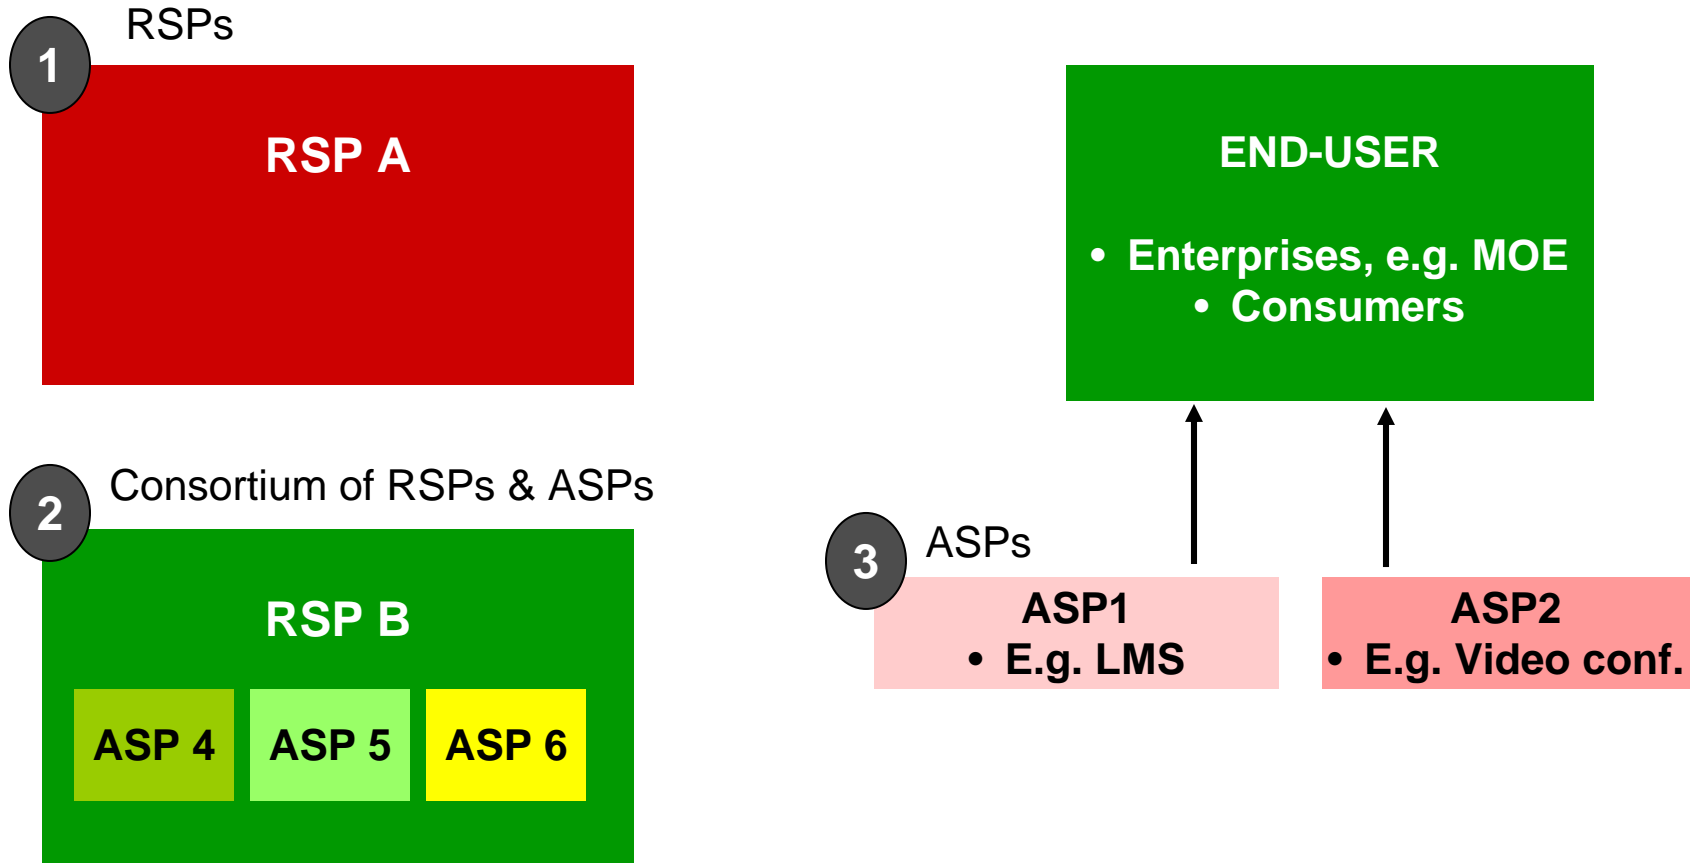 1
RSPs
RSP A
END-USER
• Enterprises, e.g. MOE
• Consumers
2
Consortium of RSPs & ASPs
RSP B
ASP 4
ASP 5
ASP 6
3
ASPs
ASP1
• E.g. LMS
ASP2
• E.g. Video conf.